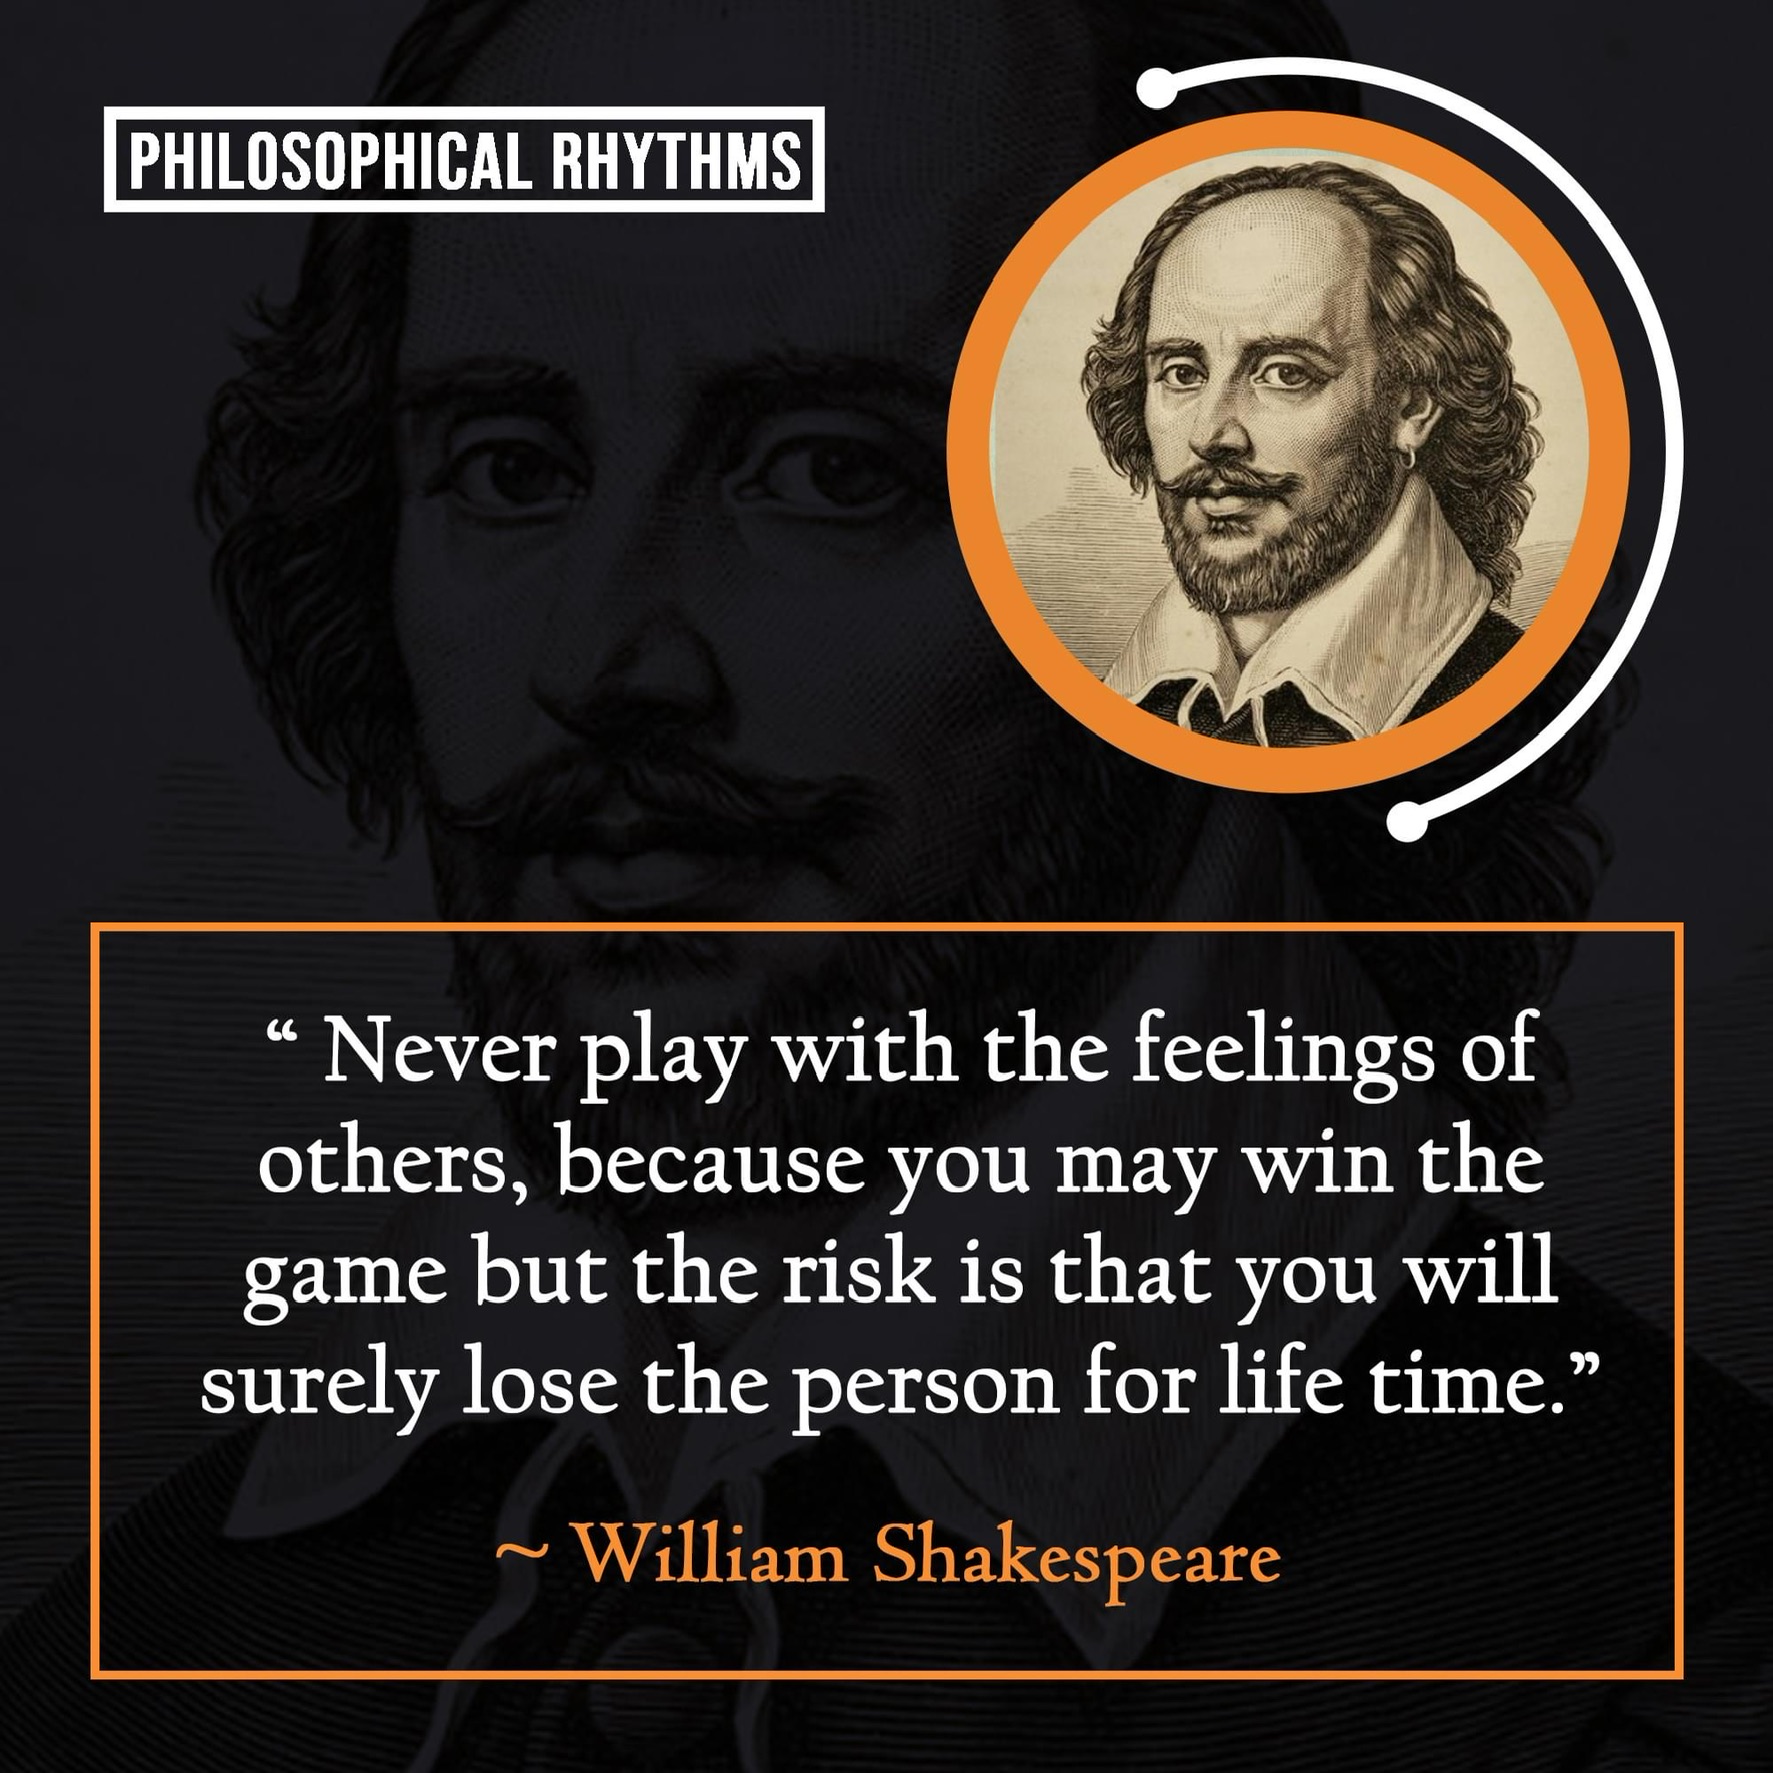 PHILOSOPHICAL RHYTHMS
“ Never play with the feelings of
others, because you may win the
game but the risk is that you will
surely lose the person for life time.”
~ William Shakespeare